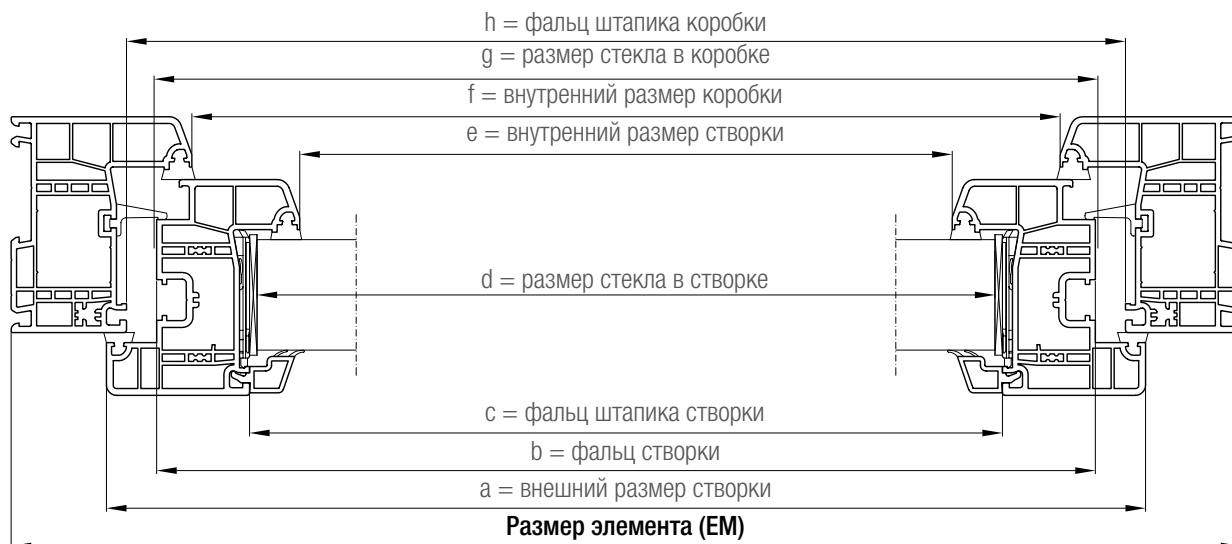 h = фальц штапика коробки
g = размер стекла в коробке
f = внутренний размер коробки
e = внутренний размер створки
d = размер стекла в створке
c = фальц штапика створки
b = фальц створки
a = внешний размер створки
Размер элемента (EM)